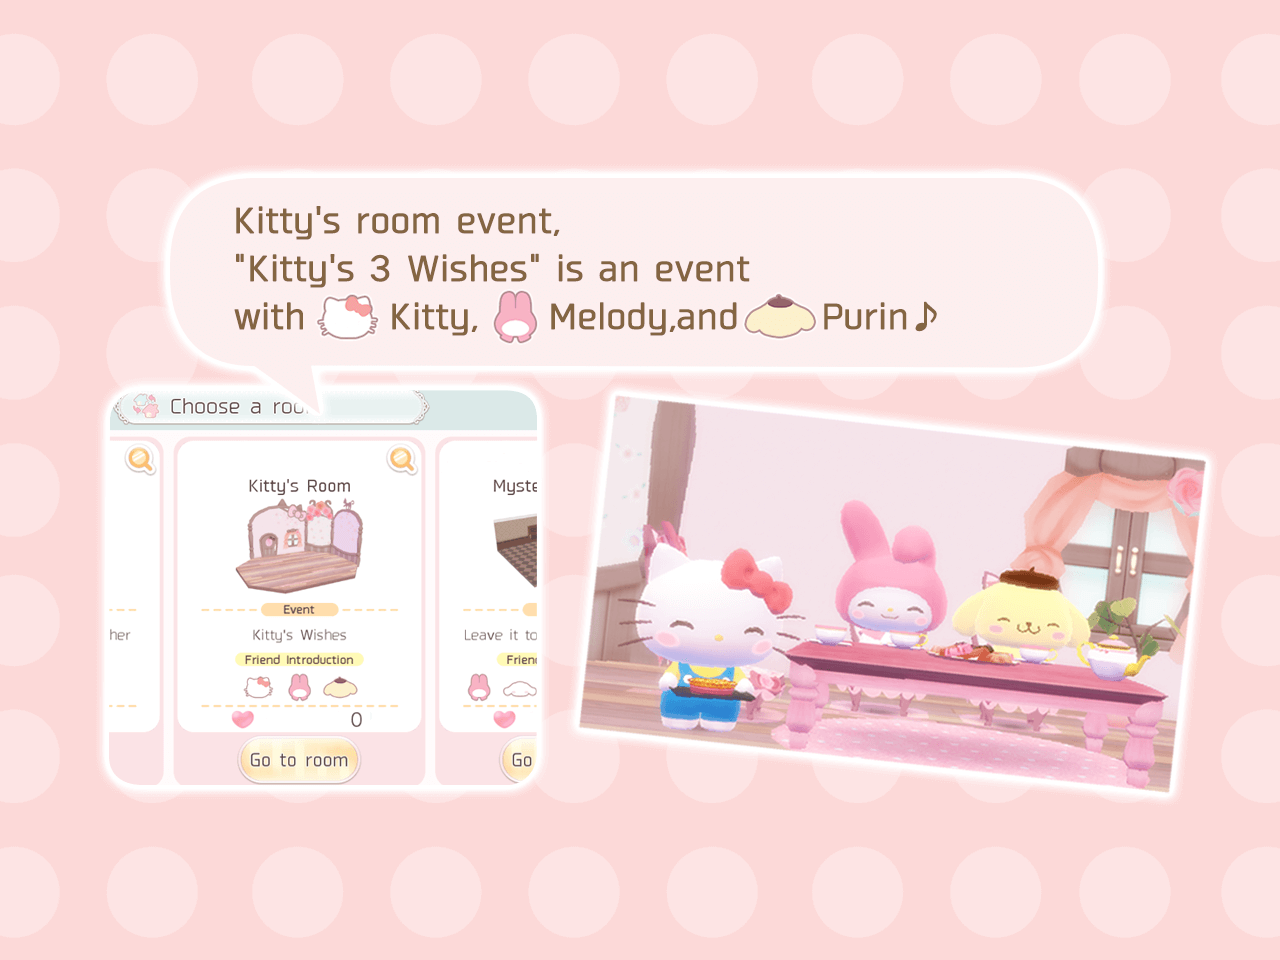 Kitty's room event,
"Kitty's 3 Wishes" is an event
with Kitty, Melody,and Purin♪
Choose a roo
Kitty's Room
Event
Kitty's Wishes
Friend Introduction
0
Go to room
her
Myste
Leave it to
Frien
Go